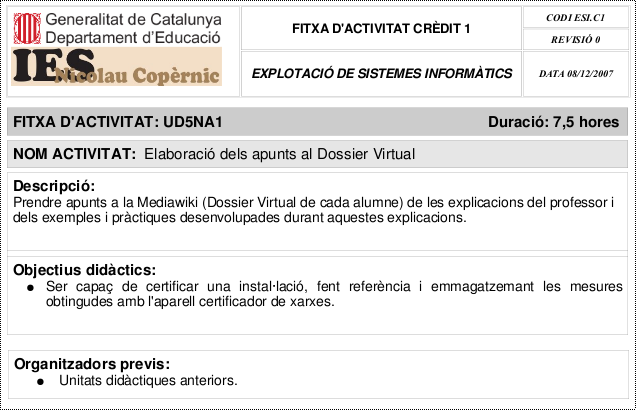 Generalitat de Catalunya
Departament d'Educació
IES
Nicolau Copèrnic
FITXA D'ACTIVITAT CRÈDIT 1
EXPLOTACIÓ DE SISTEMES INFORMÀTICS
CODI ESI.C1
REVISIÓ 0
DATA 08/12/2007
FITXA D'ACTIVITAT: UD5NA1 Duració: 7,5 hores
NOM ACTIVITAT: Elaboració dels apunts al Dossier Virtual
Descripció:
Prendre apunts a la Mediawiki (Dossier Virtual de cada alumne) de les explicacions del professor i
dels exemples i pràctiques desenvolupades durant aquestes explicacions.
Objectius didàctics:
● Ser capaç de certificar una instal·lació, fent referència i emmagatzemant les mesures
obtingudes amb l'aparell certificador de xarxes.
Organitzadors previs:
● Unitats didàctiques anteriors.